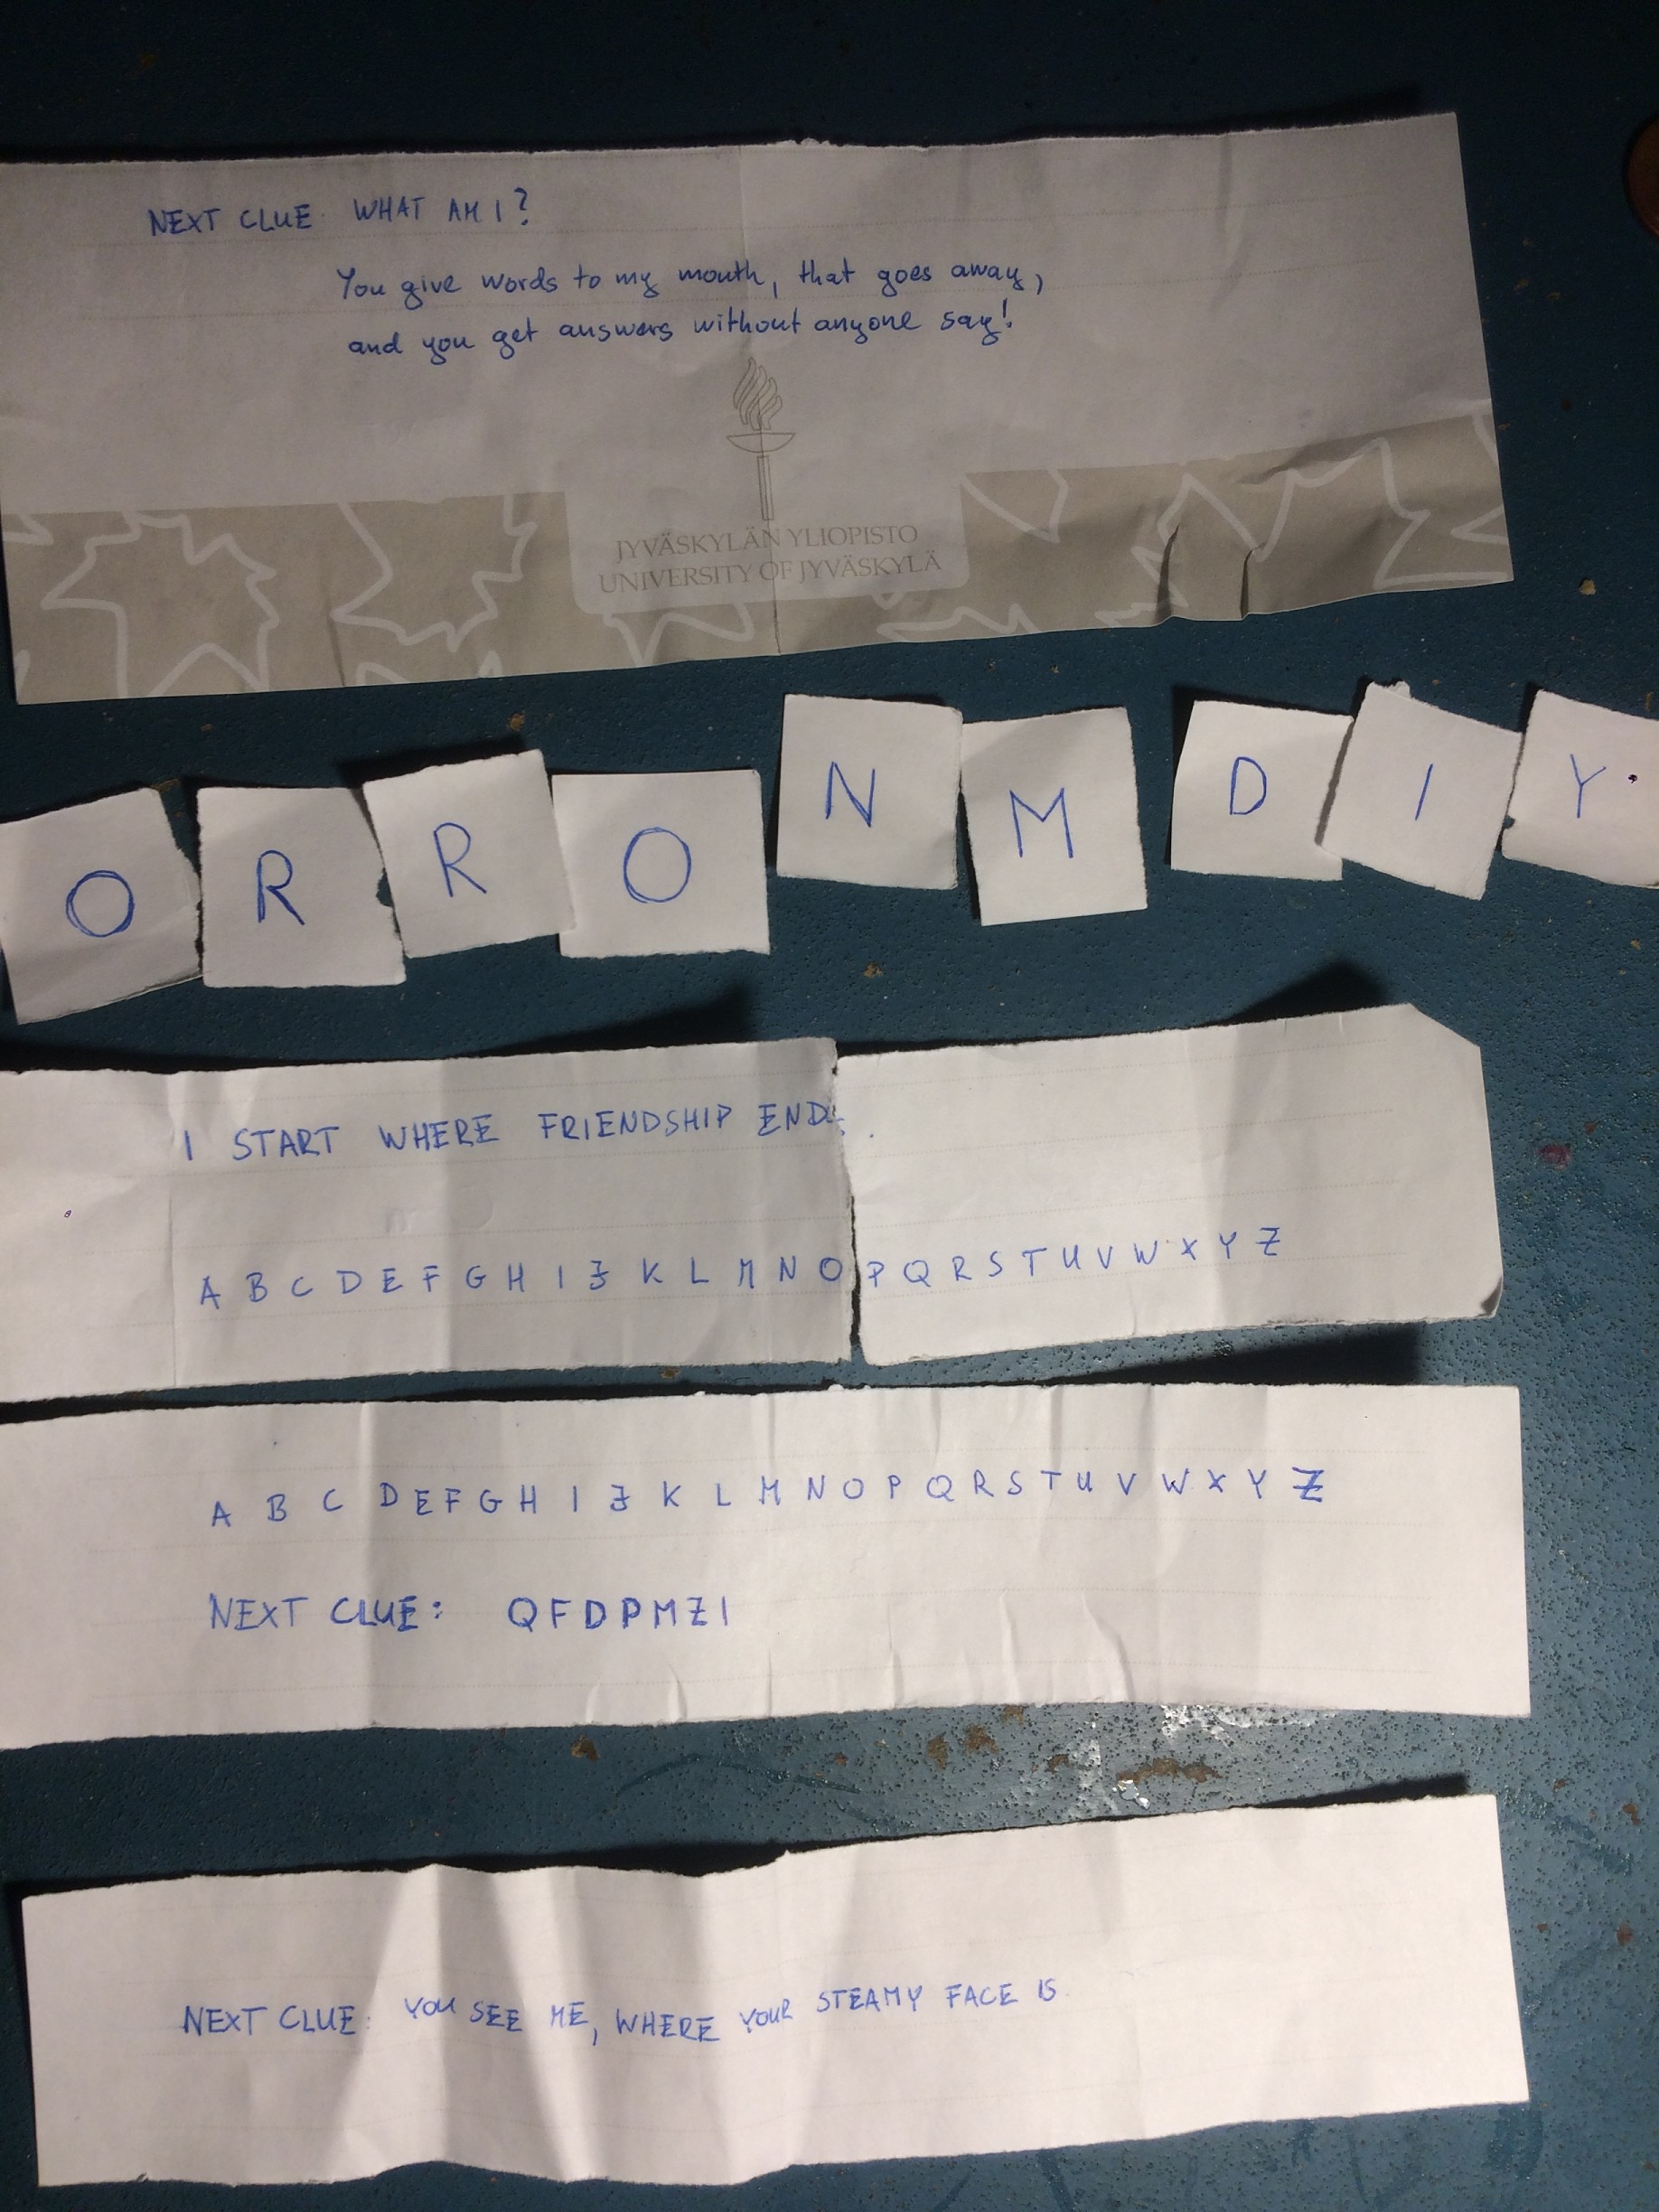 NEXT CLUE: WHAT AM I?
You give words to my mouth, that goes away,
and you get answers without anyone say!
JYVÄSKYLÄN YLIOPISTO
UNIVERSITY OF JYVÄSKYLÄ
O R R O N M D I Y
I START WHERE FRIENDSHIP ENDS.
A B C D E F G H I J K L M N O P Q R S T U V W X Y Z
A B C D E F G H I J K L M N O P Q R S T U V W X Y Z
NEXT CLUE: QFDPMZI
NEXT CLUE: YOU SEE ME, WHERE YOUR STEAMY FACE IS.